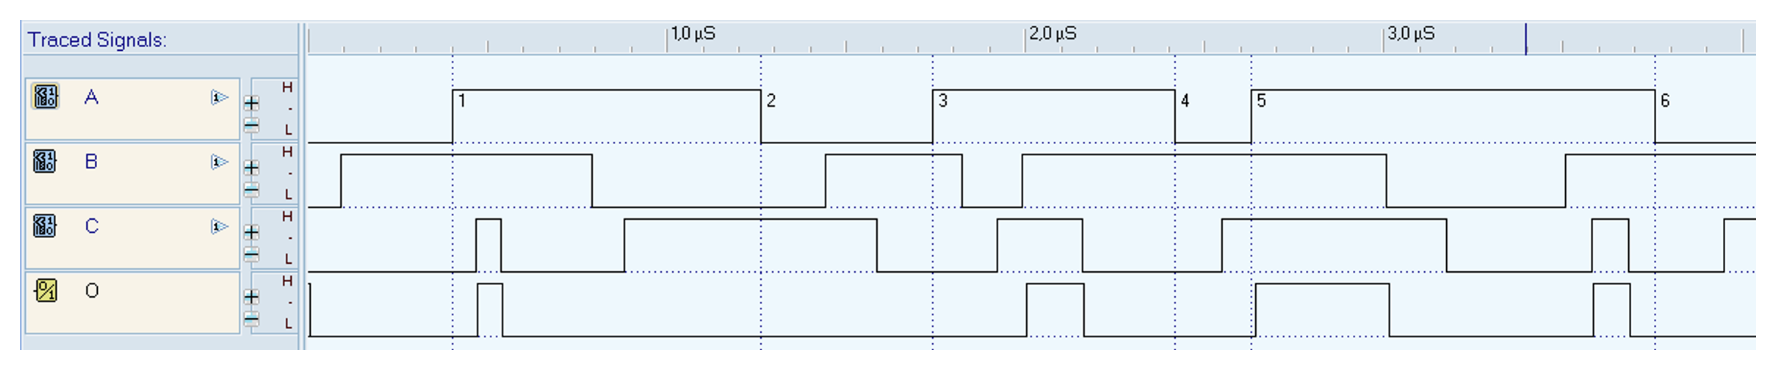 Traced Signals: 1,0 µS 2,0 µS 3,0 µS
A H - L 1 2 3 4 5 6
B H - L
C H - L
O H - L